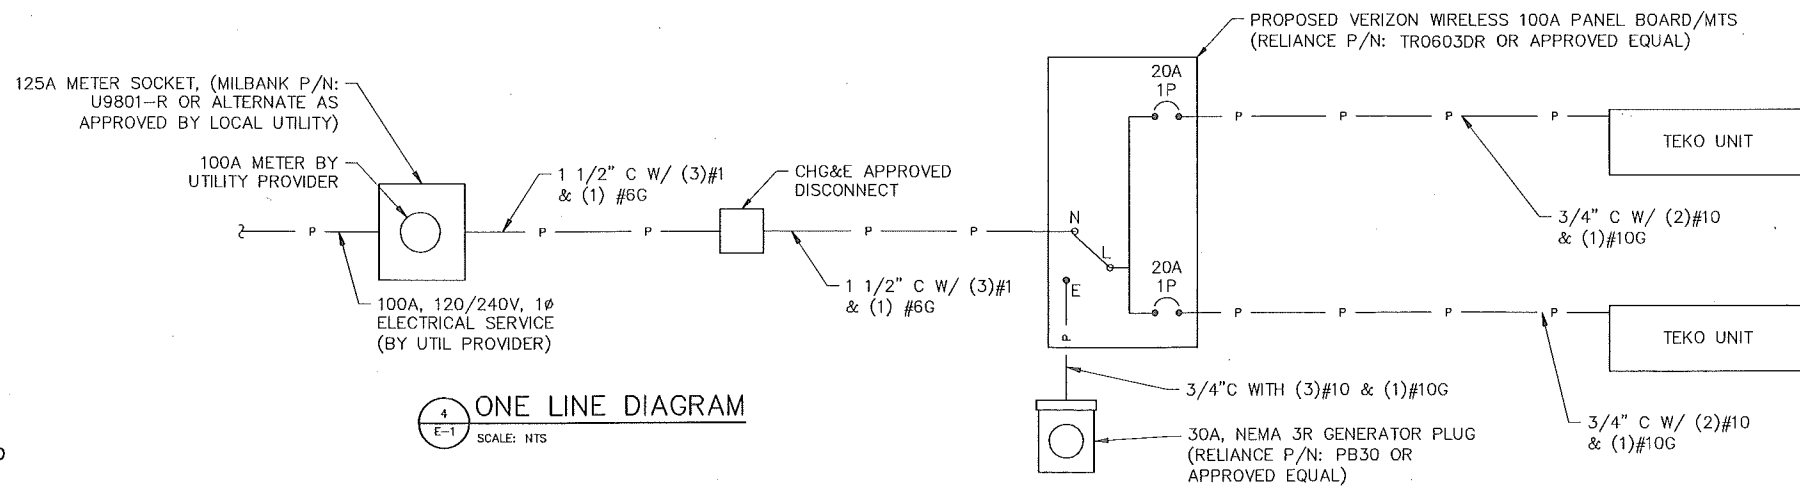 PROPOSED VERIZON WIRELESS 100A PANEL BOARD/MTS
(RELIANCE P/N: TR0603DR OR APPROVED EQUAL)
125A METER SOCKET, (MILBANK P/N:
U9801-R OR ALTERNATE AS
APPROVED BY LOCAL UTILITY)
100A METER BY
UTILITY PROVIDER
1 1/2" C W/ (3)#1
& (1) #6G
CHG&E APPROVED
DISCONNECT
20A
1P
P P P P
TEKO UNIT
3/4" C W/ (2)#10
& (1)#10G
P P P P P
N
L
E
P
100A, 120/240V, 1ø
ELECTRICAL SERVICE
(BY UTIL PROVIDER)
1 1/2" C W/ (3)#1
& (1) #6G
20A
1P
P P P P
TEKO UNIT
3/4"C WITH (3)#10 & (1)#10G
3/4" C W/ (2)#10
& (1)#10G
30A, NEMA 3R GENERATOR PLUG
(RELIANCE P/N: PB30 OR
APPROVED EQUAL)
4
E-1
ONE LINE DIAGRAM
SCALE: NTS